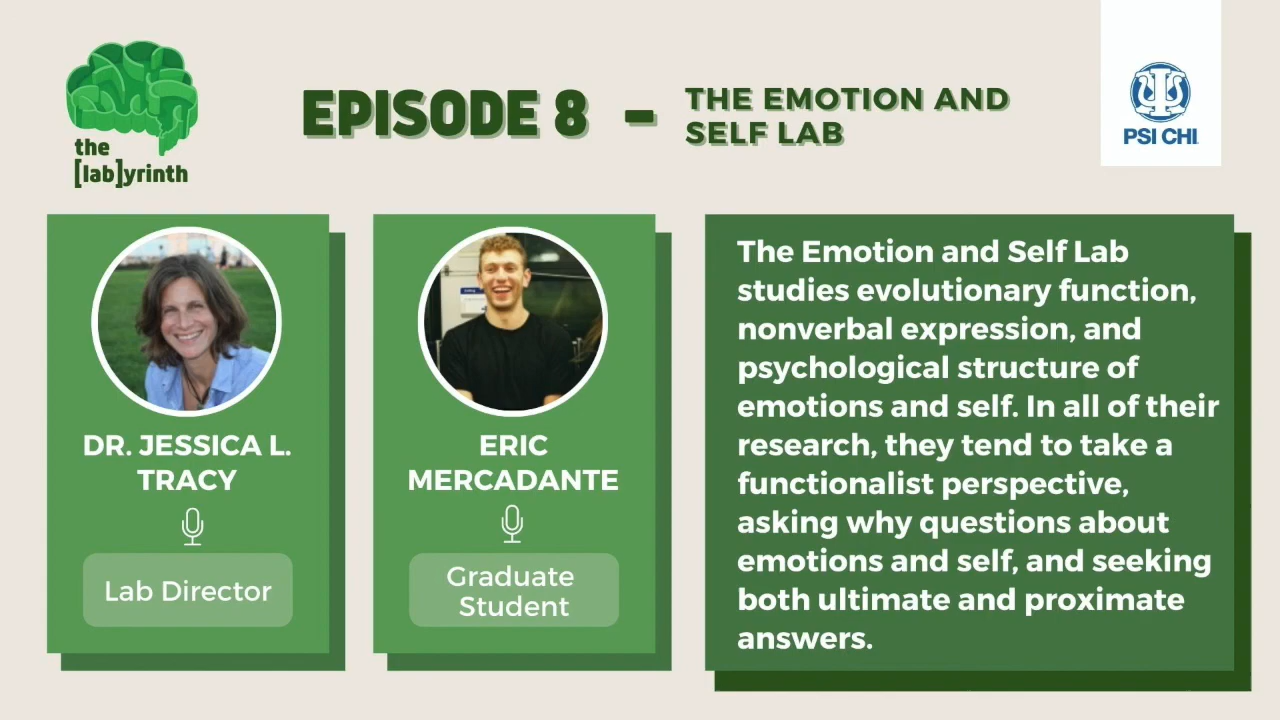 the
[lab]yrinth
EPISODE 8 -
THE EMOTION AND
SELF LAB
PSI CHI
DR. JESSICA L.
TRACY
Lab Director
ERIC
MERCADANTE
Graduate
Student
The Emotion and Self Lab
studies evolutionary function,
nonverbal expression, and
psychological structure of
emotions and self. In all of their
research, they tend to take a
functionalist perspective,
asking why questions about
emotions and self, and seeking
both ultimate and proximate
answers.